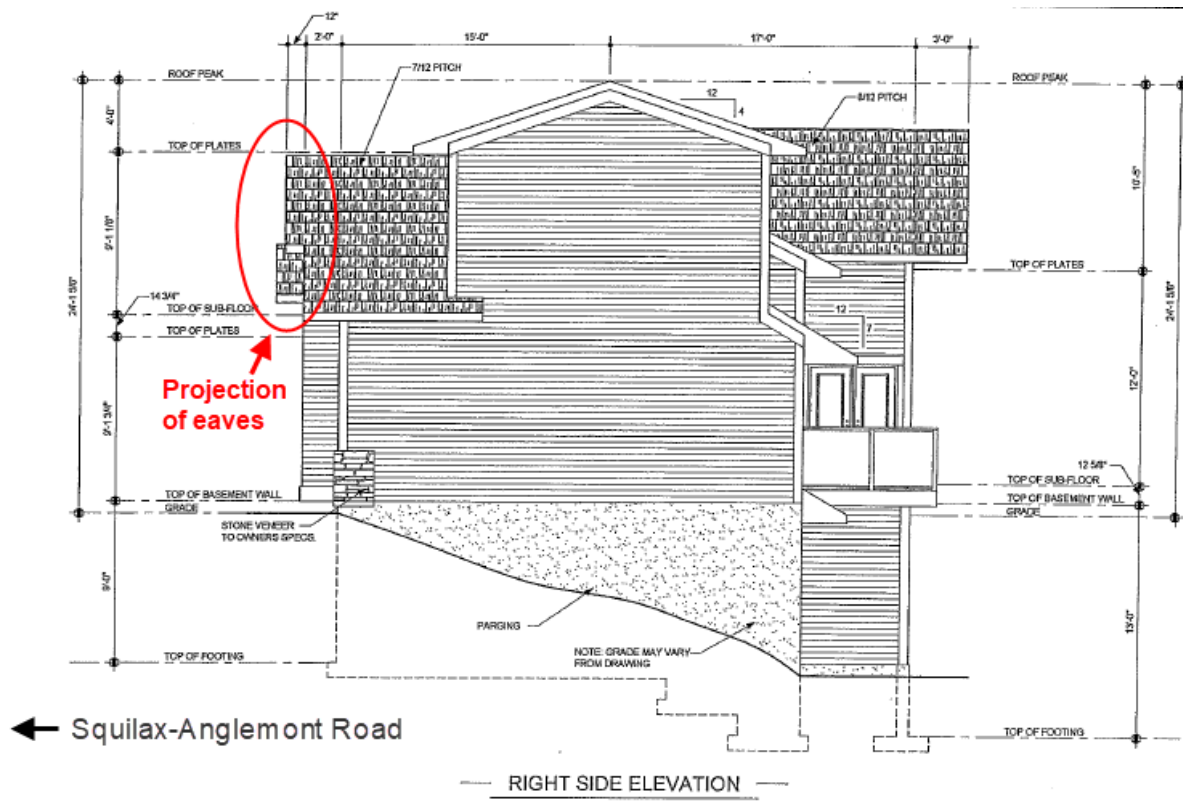 12"
2'-0"
15'-0"
17'-0"
3'-0"
ROOF PEAK
7/12 PITCH
12
4
8/12 PITCH
ROOF PEAK
4'-0"
TOP OF PLATES
10'-5"
9'-1 1/8"
TOP OF PLATES
24'-1 5/8"
24'-1 5/8"
14 3/4"
TOP OF SUB-FLOOR
TOP OF PLATES
12
7
Projection
of eaves
12'-0"
9'-1 3/4"
12 5/8"
TOP OF SUB-FLOOR
TOP OF BASEMENT WALL
TOP OF BASEMENT WALL
GRADE
GRADE
STONE VENEER
TO OWNERS SPECS.
9'-0"
PARGING
13'-0"
NOTE: GRADE MAY VARY
FROM DRAWING
TOP OF FOOTING
Squilax-Anglemont Road
TOP OF FOOTING
RIGHT SIDE ELEVATION